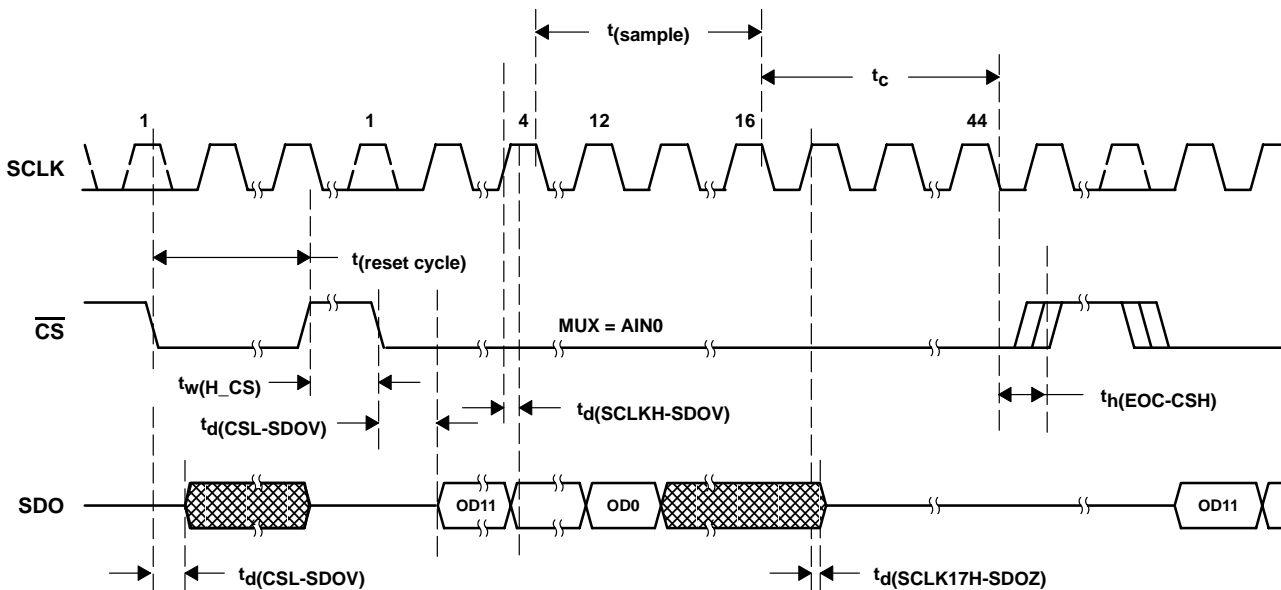 t(sample)
tc
1 1 4 12 16 44
SCLK
t(reset cycle)
CS
MUX = AIN0
tw(H_CS)
td(SCLKH-SDOV)
th(EOC-CSH)
td(CSL-SDOV)
SDO
OD11 OD0 OD11
td(CSL-SDOV)
td(SCLK17H-SDOZ)